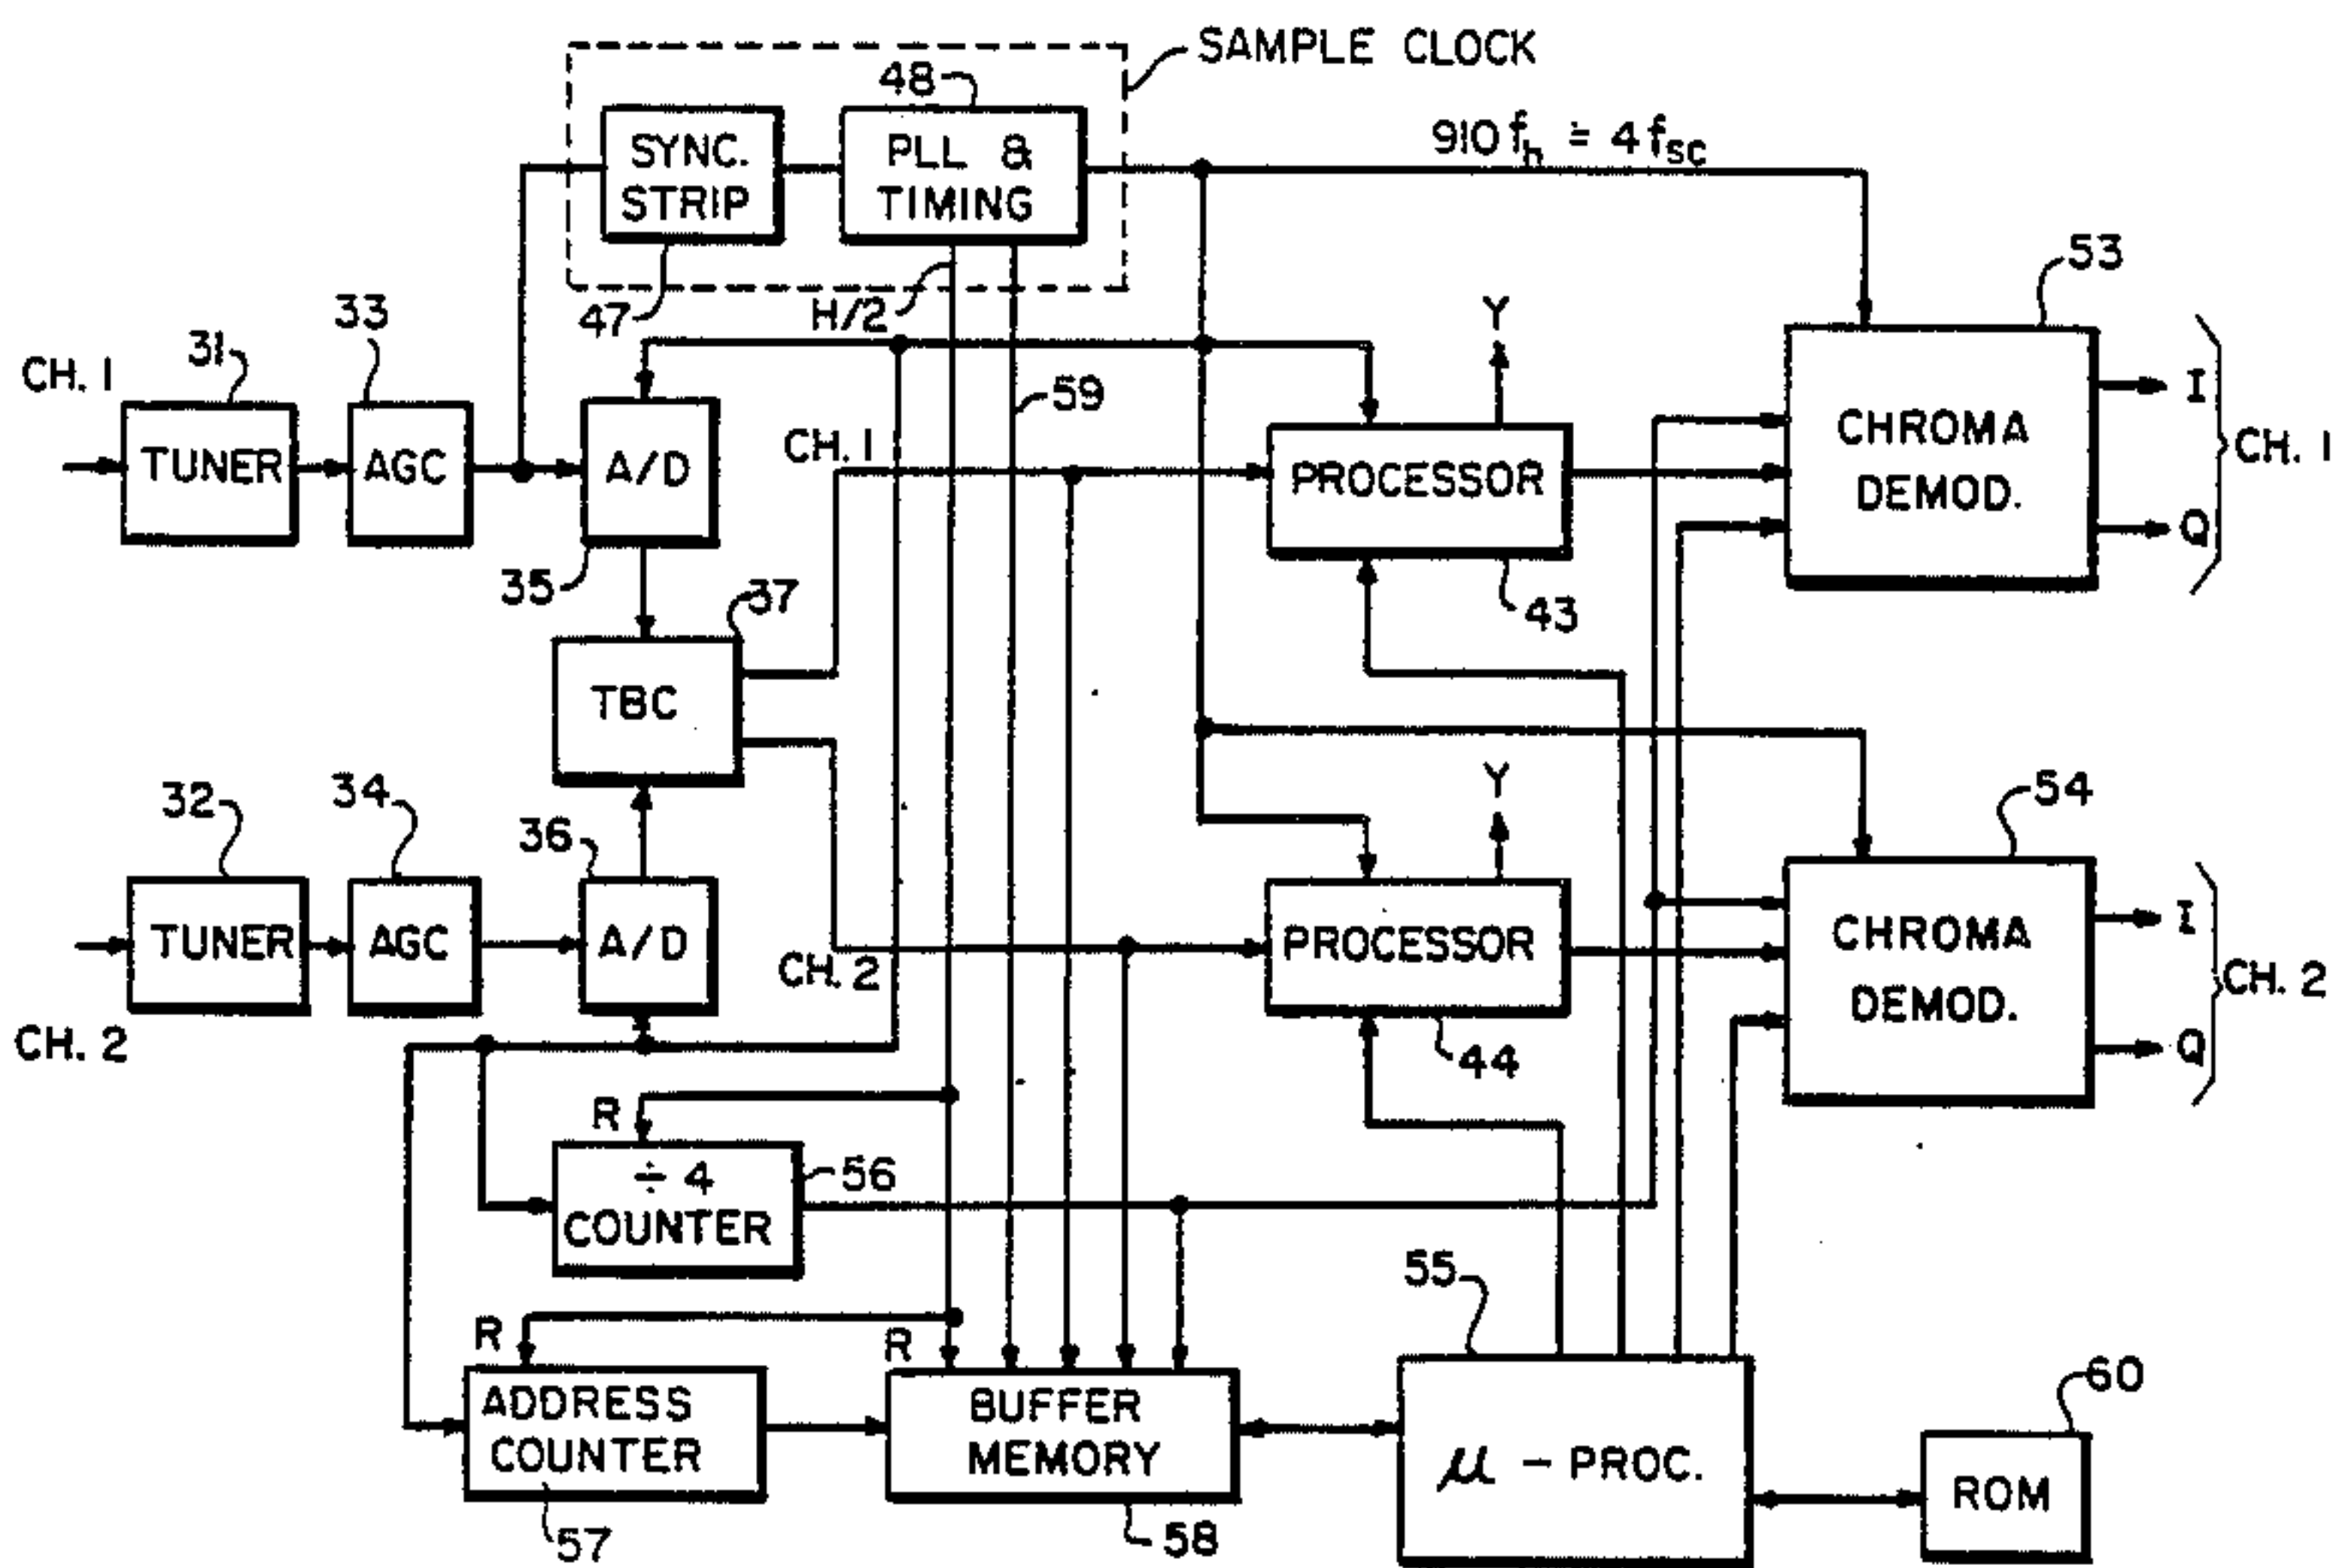 SAMPLE CLOCK
48
SYNC.
STRIP
PLL &
TIMING
910 fh ≐ 4 fsc
53
47
H/2
33
31
CH. 1
TUNER
AGC
A/D
59
CH. 1
Y
PROCESSOR
CHROMA
DEMOD.
I
Q
CH. 1
35
37
43
TBC
32
34
36
Y
54
TUNER
AGC
A/D
CH. 2
PROCESSOR
CHROMA
DEMOD.
I
Q
CH. 2
CH. 2
44
R
÷ 4
COUNTER
56
55
R
R
60
ADDRESS
COUNTER
BUFFER
MEMORY
μ - PROC.
ROM
57
58